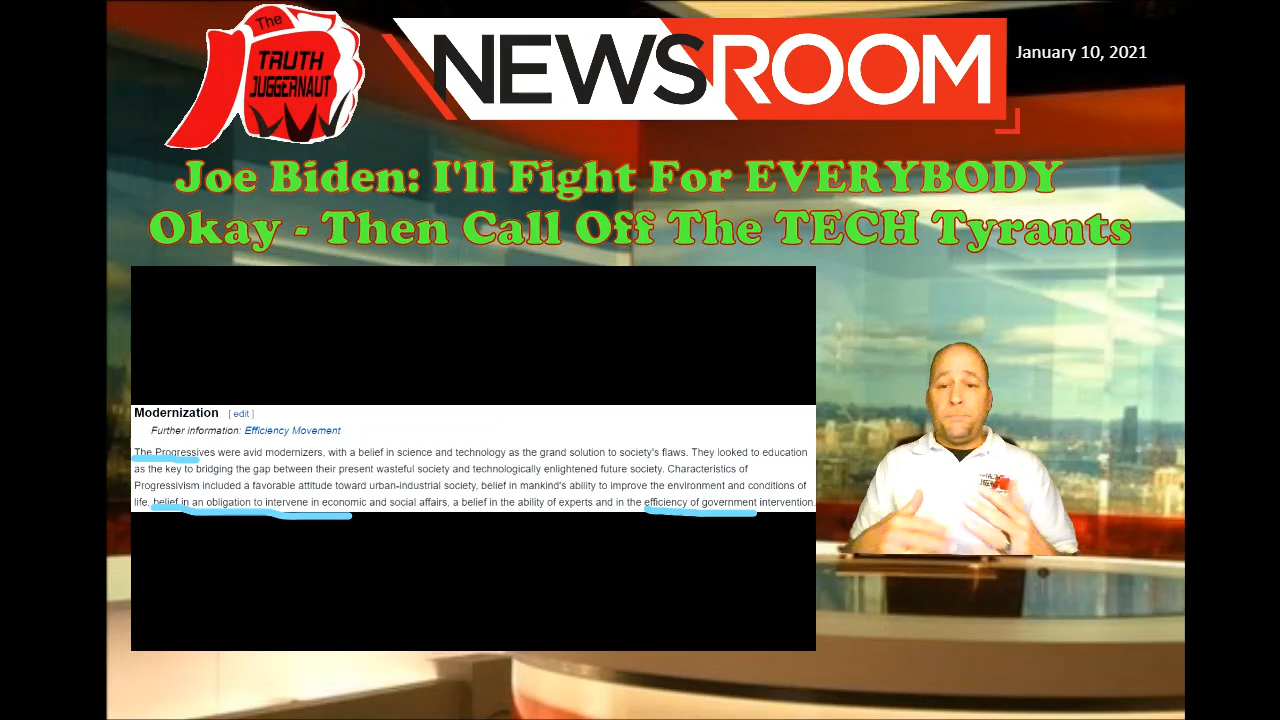 The
TRUTH
JUGGERNAUT
NEWSROOM
January 10, 2021
Joe Biden: I'll Fight For EVERYBODY
Okay - Then Call Off The TECH Tyrants
Modernization [ edit ]
Further information: Efficiency Movement
The Progressives were avid modernizers, with a belief in science and technology as the grand solution to society's flaws. They looked to education
as the key to bridging the gap between their present wasteful society and technologically enlightened future society. Characteristics of
Progressivism included a favorable attitude toward urban-industrial society, belief in mankind's ability to improve the environment and conditions of
life, belief in an obligation to intervene in economic and social affairs, a belief in the ability of experts and in the efficiency of government intervention.